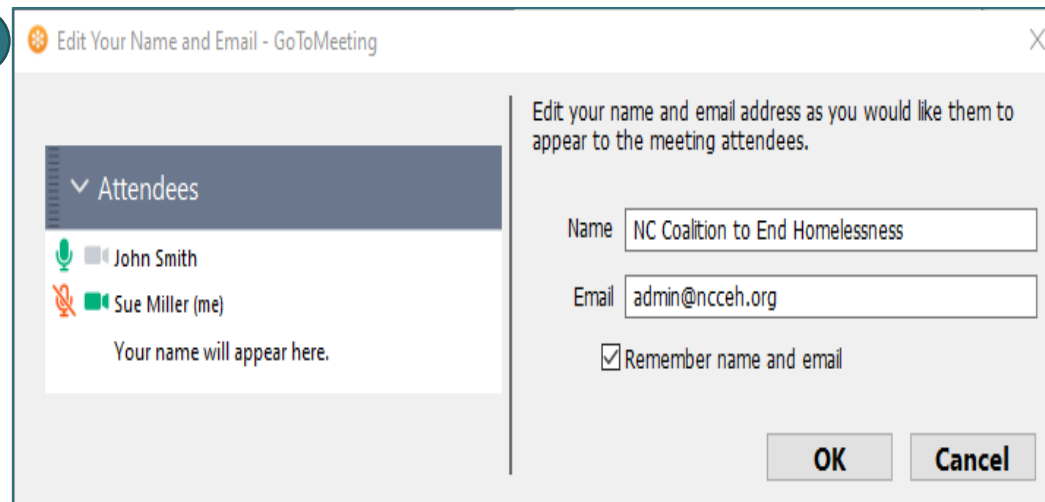 Edit Your Name and Email - GoToMeeting
Attendees
John Smith
Sue Miller (me)
Your name will appear here.
Edit your name and email address as you would like them to
appear to the meeting attendees.
Name NC Coalition to End Homelessness
Email admin@ncceh.org
Remember name and email
OK Cancel